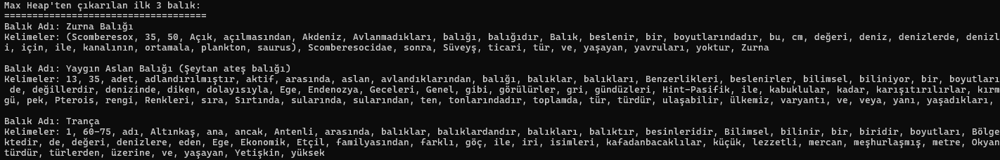 Max Heap'ten çıkarılan ilk 3 balık:
====================================
Balık Adı: Zurna Balığı
Kelimeler: (Scomberesox, 35, 50, Açık, açılmasından, Akdeniz, Avlanmadıkları, balığı, balığıdır, Balık, beslenir, bir, boyutlarındadır, bu, cm, değeri, deniz, denizlerde, denizl
i, için, ile, kanalının, ortamala, plankton, saurus), Scomberesocidae, sonra, Süveyş, ticari, tür, ve, yaşayan, yavruları, yoktur, Zurna
Balık Adı: Yaygın Aslan Balığı (Şeytan ateş balığı)
Kelimeler: 13, 35, adet, adlandırılmıştır, aktif, arasında, aslan, avlandıklarından, balığı, balıklar, balıkları, Benzerlikleri, beslenirler, bilimsel, biliniyor, bir, boyutları
de, değillerdir, denizinde, diken, dolayısıyla, Ege, Endenozya, Geceleri, Genel, gibi, görülürler, gri, gündüzleri, Hint-Pasifik, ile, kabuklular, kadar, karışıtırılırlar, kırm
gü, pek, Pterois, rengi, Renkleri, sıra, Sırtında, sularında, sularından, ten, tonlarındadır, toplamda, tür, türdür, ulaşabilir, ülkemiz, varyantı, ve, veya, yanı, yaşadıkları,
Balık Adı: Trança
Kelimeler: 1, 60-75, adı, Altınkaş, ana, ancak, Antenli, arasında, balıklar, balıklardandır, balıkları, balıktır, besinleridir, Bilimsel, bilinir, bir, biridir, boyutları, Bölge
ktedir, de, değeri, denizlere, eden, Ege, Ekonomik, Etçil, familyasından, farklı, göç, ile, iri, isimleri, kafadanbacaklılar, küçük, lezzetli, mercan, meşhurlaşmış, metre, Okyan
türdür, türlerden, üzerine, ve, yaşayan, Yetişkin, yüksek